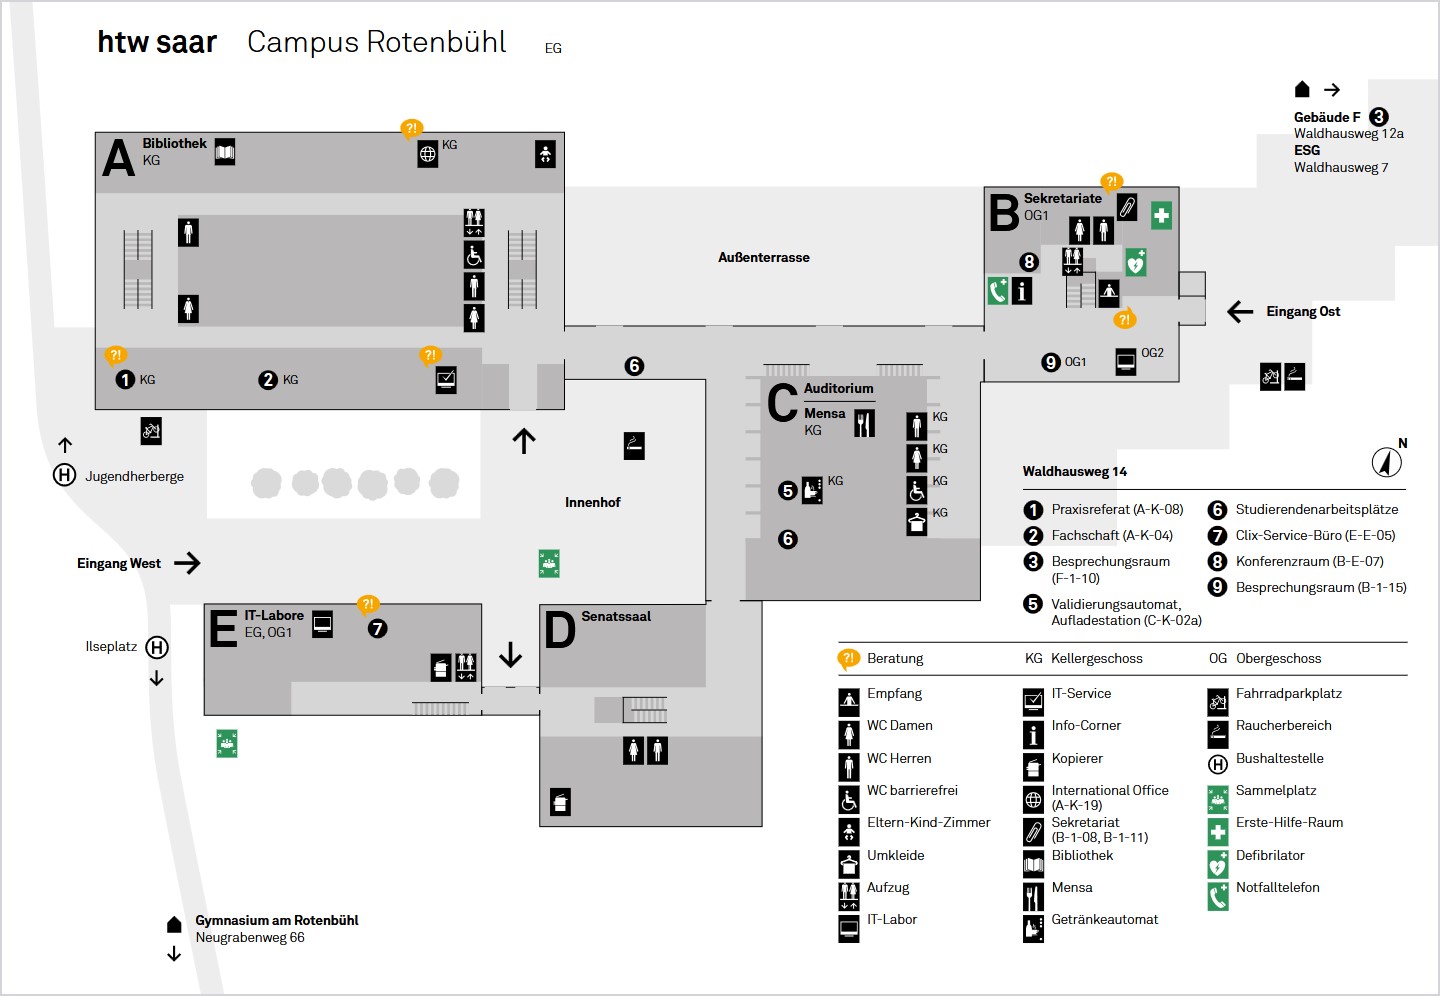 htw saar Campus Rotenbühl EG
Gebäude F 3
Waldhausweg 12a
ESG
Waldhausweg 7
A Bibliothek
KG
?!
KG
?!
1 KG
2 KG
?!
Außenterrasse
B Sekretariate
OG1
?!
8
?!
9 OG1
OG2
Eingang Ost
6
C Auditorium
Mensa
KG
KG
KG
KG
KG
5 KG
6
H Jugendherberge
Innenhof
Eingang West
E IT-Labore
EG, OG1
?!
7
D Senatssaal
Ilseplatz H
Gymnasium am Rotenbühl
Neugrabenweg 66
N
Waldhausweg 14
1 Praxisreferat (A-K-08)
2 Fachschaft (A-K-04)
3 Besprechungsraum
(F-1-10)
5 Validierungsautomat,
Aufladestation (C-K-02a)
6 Studierendenarbeitsplätze
7 Clix-Service-Büro (E-E-05)
8 Konferenzraum (B-E-07)
9 Besprechungsraum (B-1-15)
?! Beratung
KG Kellergeschoss
OG Obergeschoss
Empfang
WC Damen
WC Herren
WC barrierefrei
Eltern-Kind-Zimmer
Umkleide
Aufzug
IT-Labor
IT-Service
Info-Corner
Kopierer
International Office
(A-K-19)
Sekretariat
(B-1-08, B-1-11)
Bibliothek
Mensa
Getränkeautomat
Fahrradparkplatz
Raucherbereich
H Bushaltestelle
Sammelplatz
Erste-Hilfe-Raum
Defibrilator
Notfalltelefon